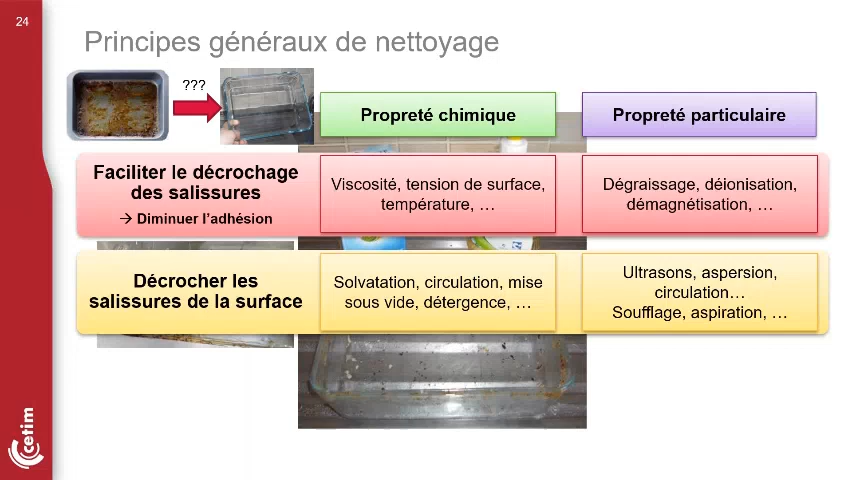 24
Principes généraux de nettoyage
???
Propreté chimique
Propreté particulaire
Faciliter le décrochage
des salissures
→ Diminuer l'adhésion
Viscosité, tension de surface,
température, …
Dégraissage, déionisation,
démagnétisation, …
Décrocher les
salissures de la surface
Solvatation, circulation, mise
sous vide, détergence, …
Ultrasons, aspersion,
circulation…
Soufflage, aspiration, …
cetim